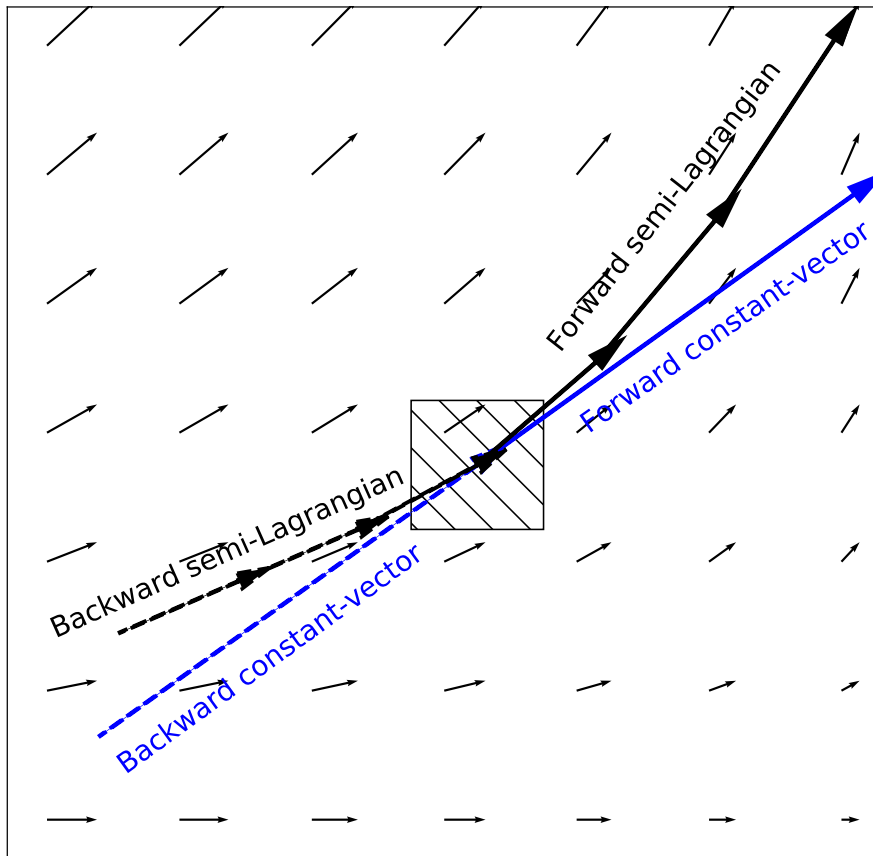 Forward semi-Lagrangian
Forward constant-vector
Backward semi-Lagrangian
Backward constant-vector